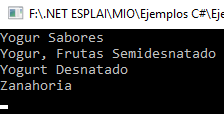 F:\.NET ESPLAI\MIO\Ejemplos C#\Eje
Yogur Sabores
Yogur, Frutas Semidesnatado
Yogurt Desnatado
Zanahoria